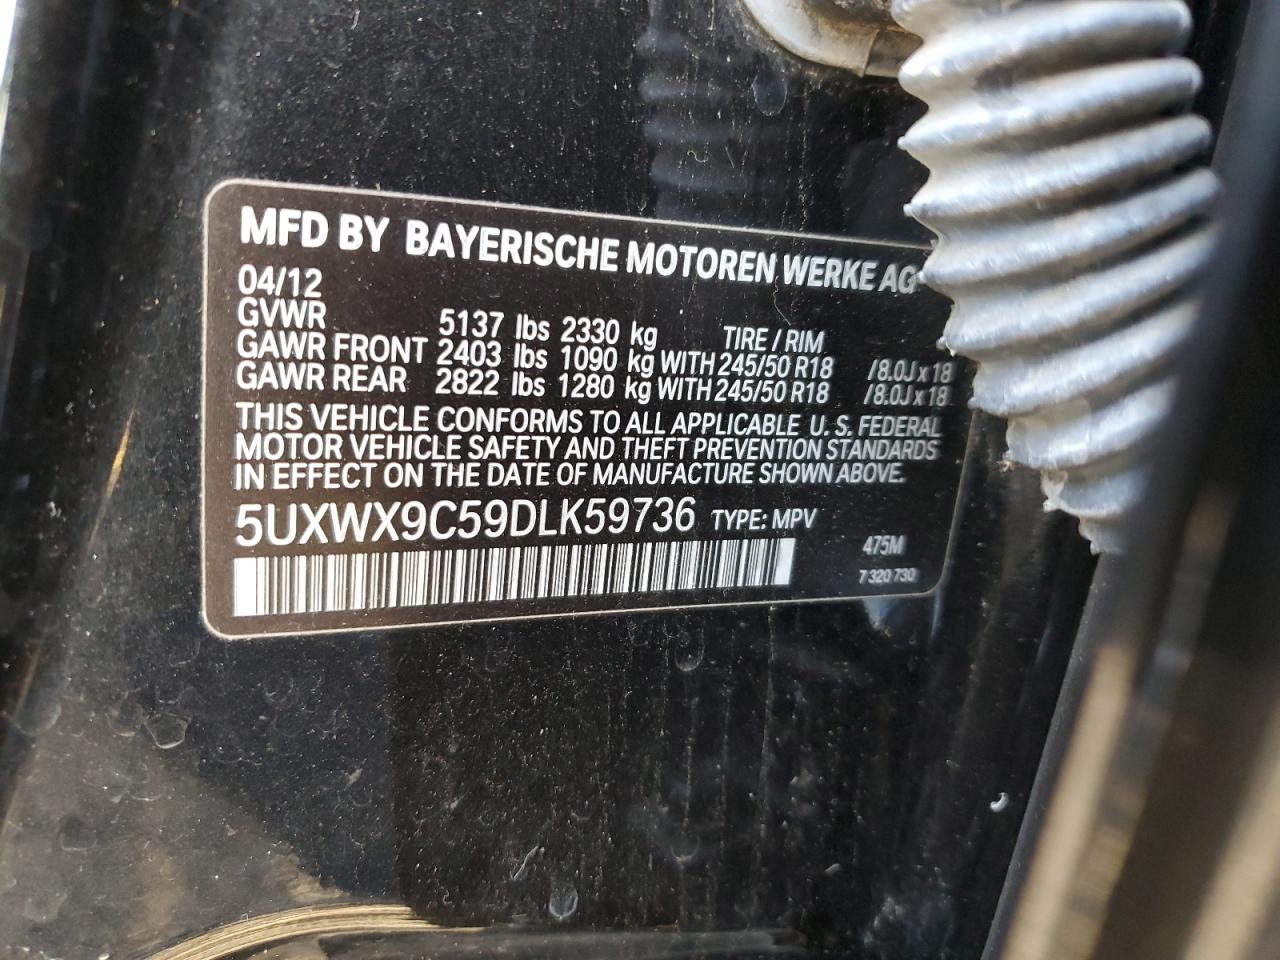 MFD BY BAYERISCHE MOTOREN WERKE AG
04/12
GVWR 5137 lbs 2330 kg TIRE / RIM
GAWR FRONT 2403 lbs 1090 kg WITH 245/50 R18 /8.0J x 18
GAWR REAR 2822 lbs 1280 kg WITH 245/50 R18 /8.0J x 18
THIS VEHICLE CONFORMS TO ALL APPLICABLE U. S. FEDERAL
MOTOR VEHICLE SAFETY AND THEFT PREVENTION STANDARDS
IN EFFECT ON THE DATE OF MANUFACTURE SHOWN ABOVE.
5UXWX9C59DLK59736 TYPE: MPV
475M
7 320 730